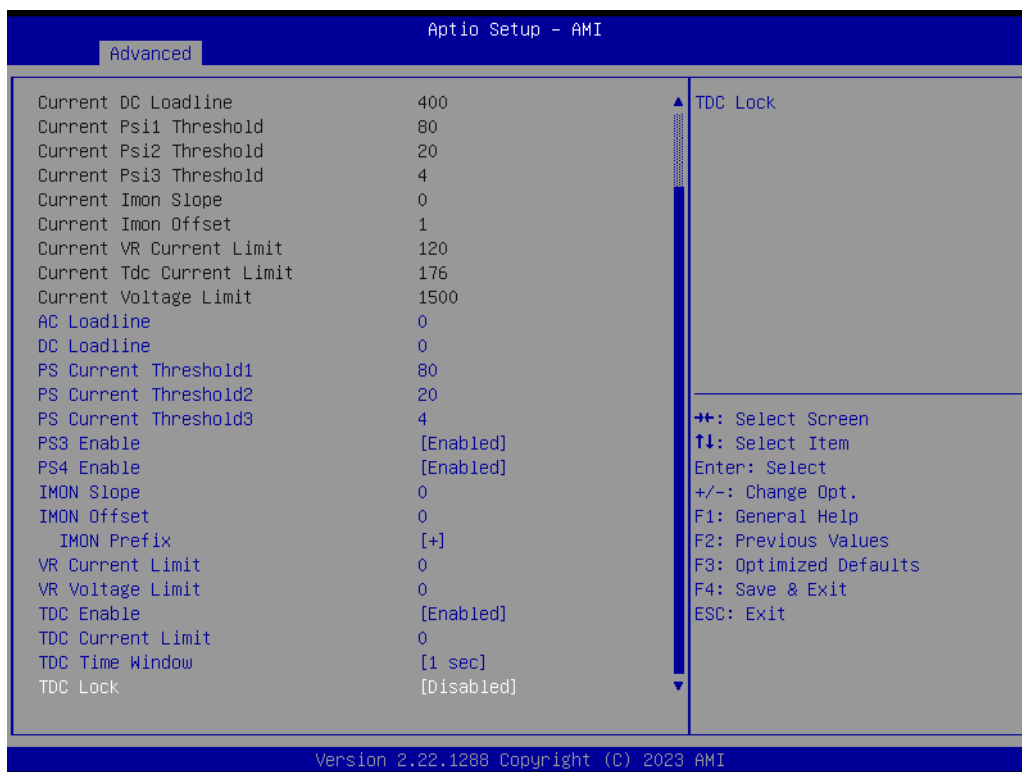 Aptio Setup – AMI
Advanced
Current DC Loadline 400
Current Psi1 Threshold 80
Current Psi2 Threshold 20
Current Psi3 Threshold 4
Current Imon Slope 0
Current Imon Offset 1
Current VR Current Limit 120
Current Tdc Current Limit 176
Current Voltage Limit 1500
AC Loadline 0
DC Loadline 0
PS Current Threshold1 80
PS Current Threshold2 20
PS Current Threshold3 4
PS3 Enable [Enabled]
PS4 Enable [Enabled]
IMON Slope 0
IMON Offset 0
IMON Prefix [+]
VR Current Limit 0
VR Voltage Limit 0
TDC Enable [Enabled]
TDC Current Limit 0
TDC Time Window [1 sec]
TDC Lock [Disabled]
TDC Lock
→←: Select Screen
↑↓: Select Item
Enter: Select
+/-: Change Opt.
F1: General Help
F2: Previous Values
F3: Optimized Defaults
F4: Save & Exit
ESC: Exit
Version 2.22.1288 Copyright (C) 2023 AMI